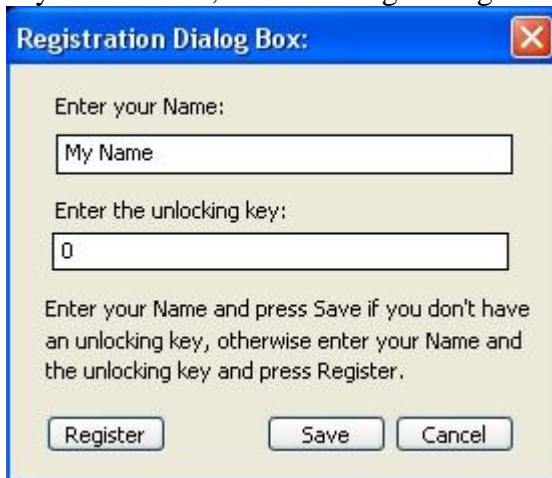 Registration Dialog Box:
Enter your Name:
My Name
Enter the unlocking key:
0
Enter your Name and press Save if you don't have
an unlocking key, otherwise enter your Name and
the unlocking key and press Register.
Register Save Cancel